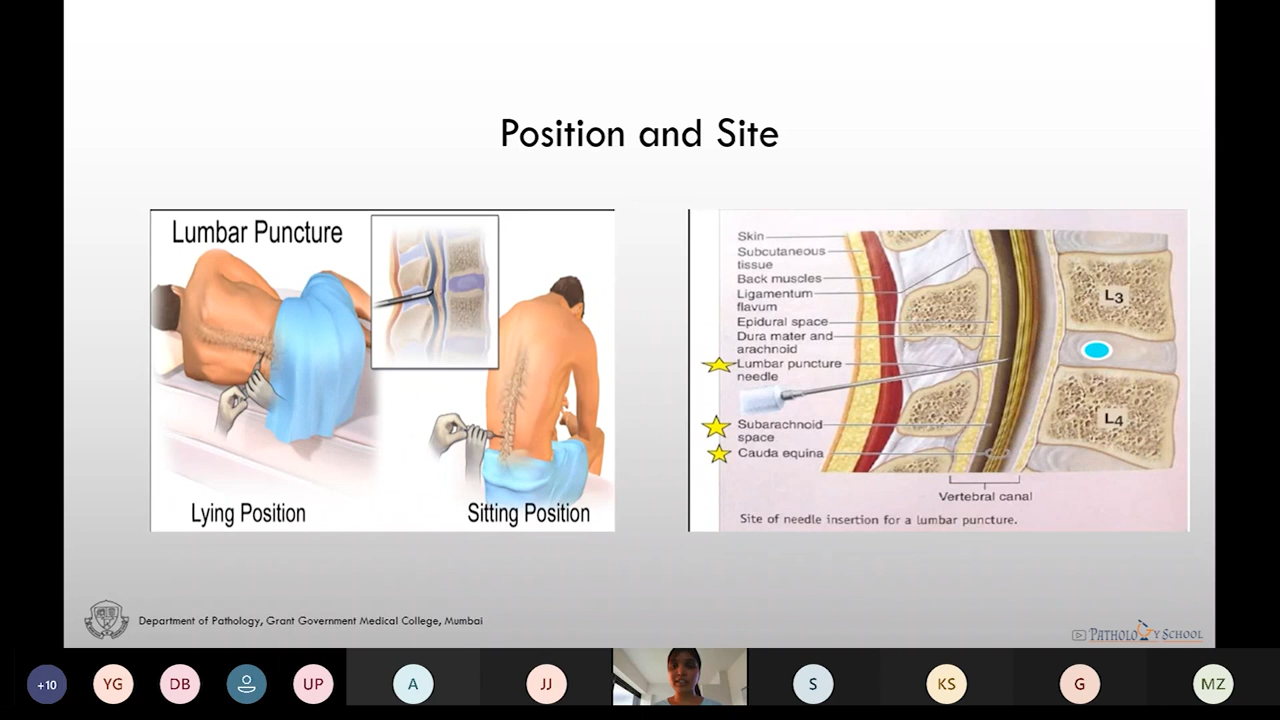 Position and Site
Lumbar Puncture
Lying Position
Sitting Position
Skin
Subcutaneous
tissue
Back muscles
Ligamentum
flavum
Epidural space
Dura mater and
arachnoid
Lumbar puncture
needle
Subarachnoid
space
Cauda equina
L3
L4
Vertebral canal
Site of needle insertion for a lumbar puncture.
Department of Pathology, Grant Government Medical College, Mumbai
PATHOLOGY SCHOOL
+10
YG
DB
UP
A
JJ
S
KS
G
MZ